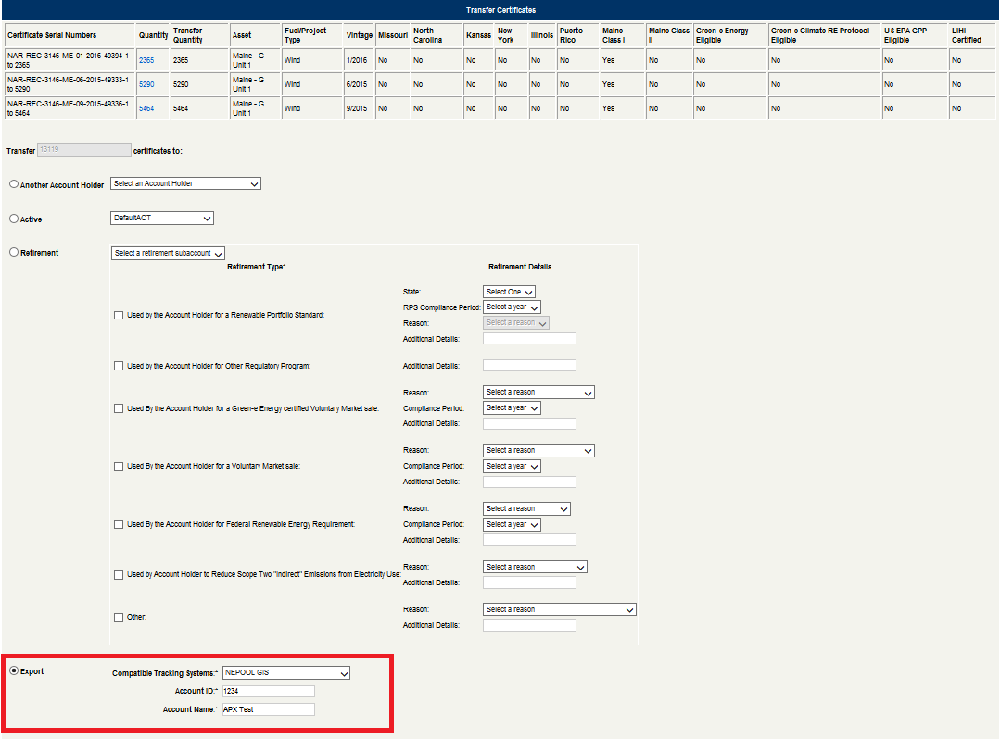 Transfer Certificates
Certificate Serial Numbers Quantity Transfer Quantity Asset Fuel/Project Type Vintage Missouri North Carolina Kansas New York Illinois Puerto Rico Maine Class I Maine Class II Green-e Energy Eligible Green-e Climate RE Protocol Eligible US EPA GPP Eligible LIHI Certified
NAR-REC-3146-ME-01-2016-49394-1 to 2365 2365 2365 Maine - G Unit 1 Wind 1/2016 No No No No No No Yes No No No No No
NAR-REC-3146-ME-06-2015-49333-1 to 5290 5290 5290 Maine - G Unit 1 Wind 6/2015 No No No No No No Yes No No No No No
NAR-REC-3146-ME-09-2015-49336-1 to 5464 5464 5464 Maine - G Unit 1 Wind 9/2015 No No No No No No Yes No No No No No
Transfer 13119 certificates to:
Another Account Holder Select an Account Holder
Active DefaultACT
Retirement Select a retirement subaccount
Retirement Type* Retirement Details
State: Select One
RPS Compliance Period: Select a year
Used by the Account Holder for a Renewable Portfolio Standard:
Reason: Select a reason
Additional Details:
Used by the Account Holder for Other Regulatory Program: Additional Details:
Reason: Select a reason
Used By the Account Holder for a Green-e Energy certified Voluntary Market sale: Compliance Period: Select a year
Additional Details:
Reason: Select a reason
Used By the Account Holder for a Voluntary Market sale: Compliance Period: Select a year
Additional Details:
Reason: Select a reason
Used By the Account Holder for Federal Renewable Energy Requirement: Compliance Period: Select a year
Additional Details:
Reason: Select a reason
Used by Account Holder to Reduce Scope Two "Indirect" Emissions from Electricity Use:
Additional Details:
Reason: Select a reason
Other:
Additional Details:
Export Compatible Tracking Systems:* NEPOOL GIS
Account ID:* 1234
Account Name:* APX Test